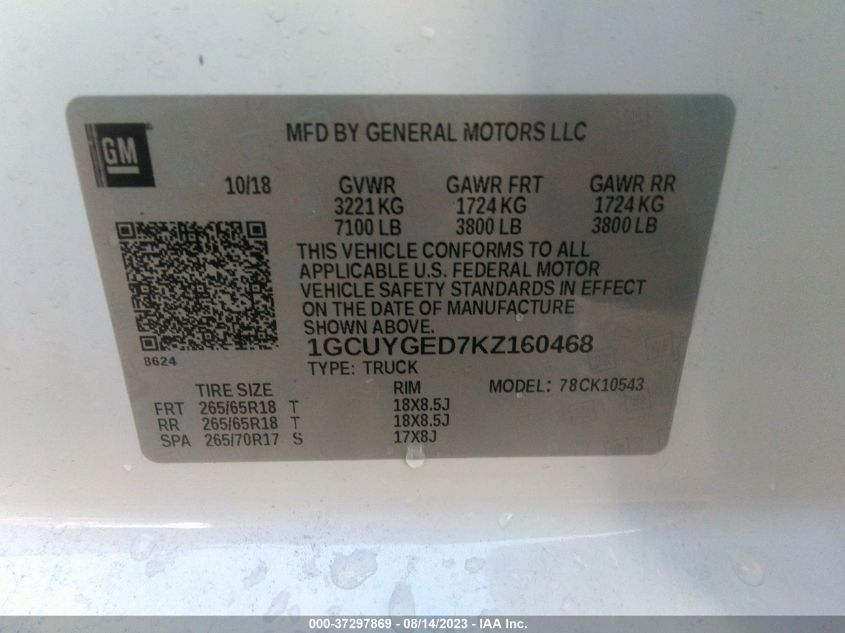 GM
MFD BY GENERAL MOTORS LLC
10/18 GVWR GAWR FRT GAWR RR
3221 KG 1724 KG 1724 KG
7100 LB 3800 LB 3800 LB
THIS VEHICLE CONFORMS TO ALL
APPLICABLE U.S. FEDERAL MOTOR
VEHICLE SAFETY STANDARDS IN EFFECT
ON THE DATE OF MANUFACTURE
SHOWN ABOVE.
1GCUYGED7KZ160468
8624
TYPE: TRUCK
TIRE SIZE RIM MODEL: 78CK10543
FRT 265/65R18 T 18X8.5J
RR 265/65R18 T 18X8.5J
SPA 265/70R17 S 17X8J
000-37297869 - 08/14/2023 - IAA Inc.